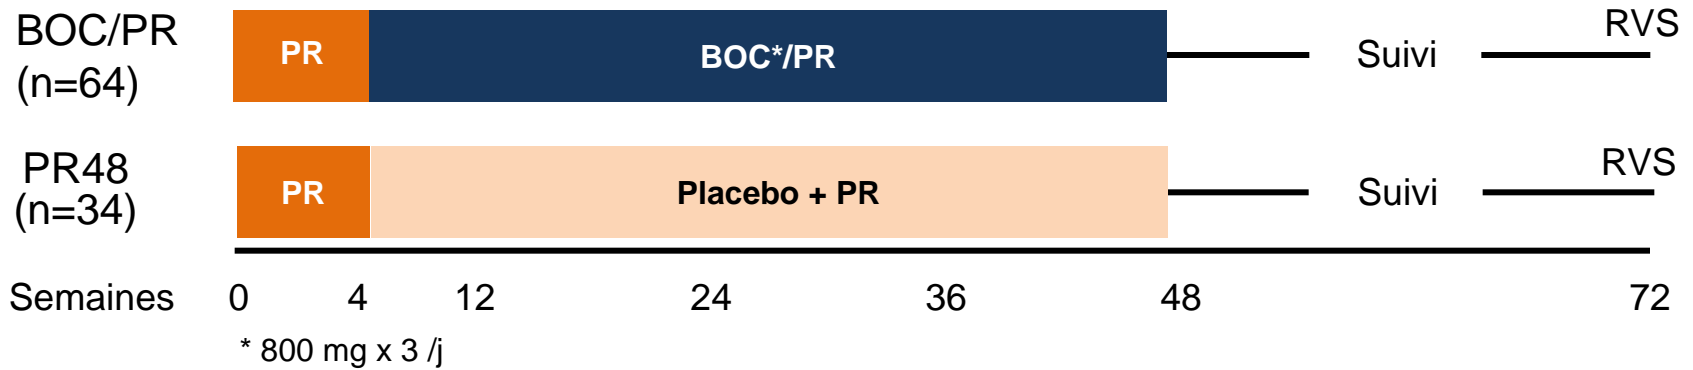 BOC/PR
(n=64)
PR
BOC*/PR
Suivi
RVS
PR48
(n=34)
PR
Placebo + PR
Suivi
RVS
Semaines 0 4 12 24 36 48 72
* 800 mg x 3 /j